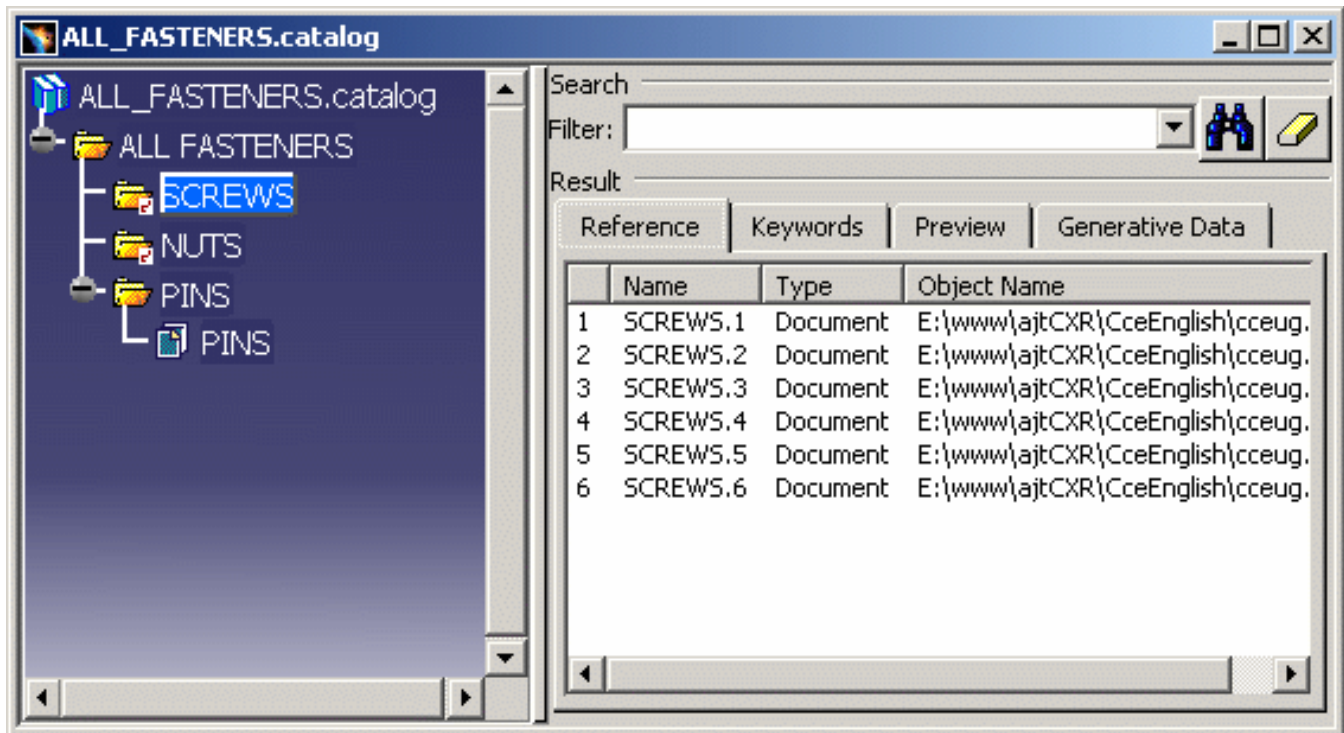 ALL_FASTENERS.catalog
ALL_FASTENERS.catalog
ALL FASTENERS
SCREWS
NUTS
PINS
PINS
Search
Filter:
Result
Reference Keywords Preview Generative Data
Name Type Object Name
1 SCREWS.1 Document E:\www\ajtCXR\CceEnglish\cceug.
2 SCREWS.2 Document E:\www\ajtCXR\CceEnglish\cceug.
3 SCREWS.3 Document E:\www\ajtCXR\CceEnglish\cceug.
4 SCREWS.4 Document E:\www\ajtCXR\CceEnglish\cceug.
5 SCREWS.5 Document E:\www\ajtCXR\CceEnglish\cceug.
6 SCREWS.6 Document E:\www\ajtCXR\CceEnglish\cceug.